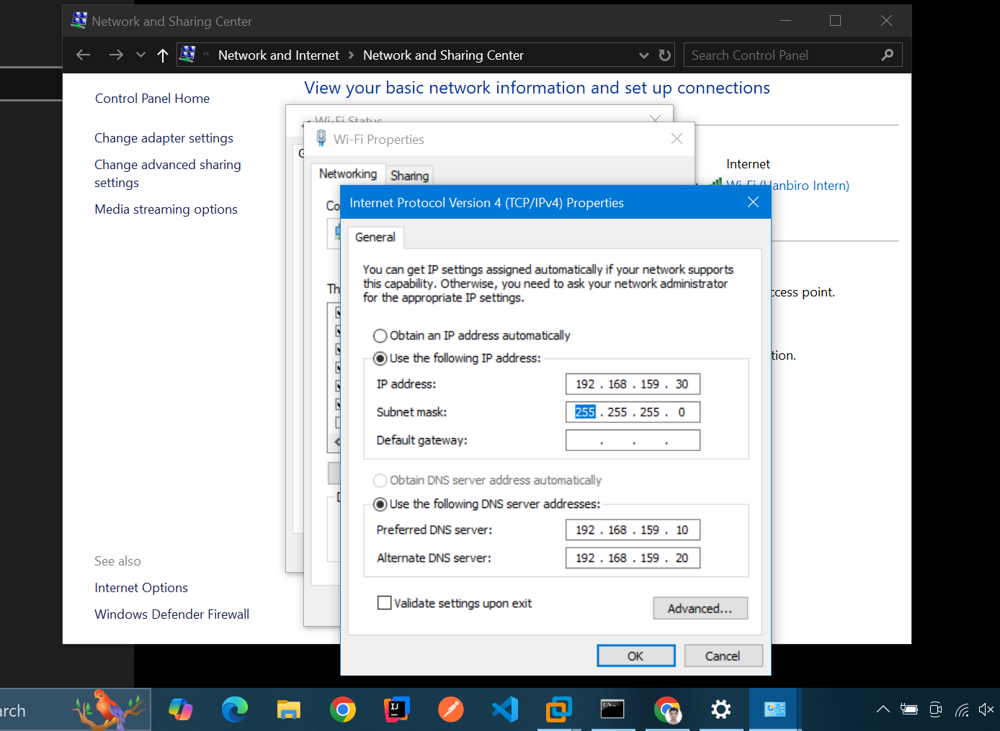 Network and Sharing Center
« Network and Internet > Network and Sharing Center
Search Control Panel
Control Panel Home
Change adapter settings
Change advanced sharing
settings
Media streaming options
See also
Internet Options
Windows Defender Firewall
View your basic network information and set up connections
Internet
Wi-Fi (Hanbiro Intern)
ccess point.
tion.
Wi-Fi Status
Wi-Fi Properties
Networking
Sharing
Co
Th
Internet Protocol Version 4 (TCP/IPv4) Properties
General
You can get IP settings assigned automatically if your network supports
this capability. Otherwise, you need to ask your network administrator
for the appropriate IP settings.
Obtain an IP address automatically
Use the following IP address:
IP address: 192 . 168 . 159 . 30
Subnet mask: 255 . 255 . 255 . 0
Default gateway: . . .
Obtain DNS server address automatically
Use the following DNS server addresses:
Preferred DNS server: 192 . 168 . 159 . 10
Alternate DNS server: 192 . 168 . 159 . 20
Validate settings upon exit
Advanced...
OK
Cancel
arch